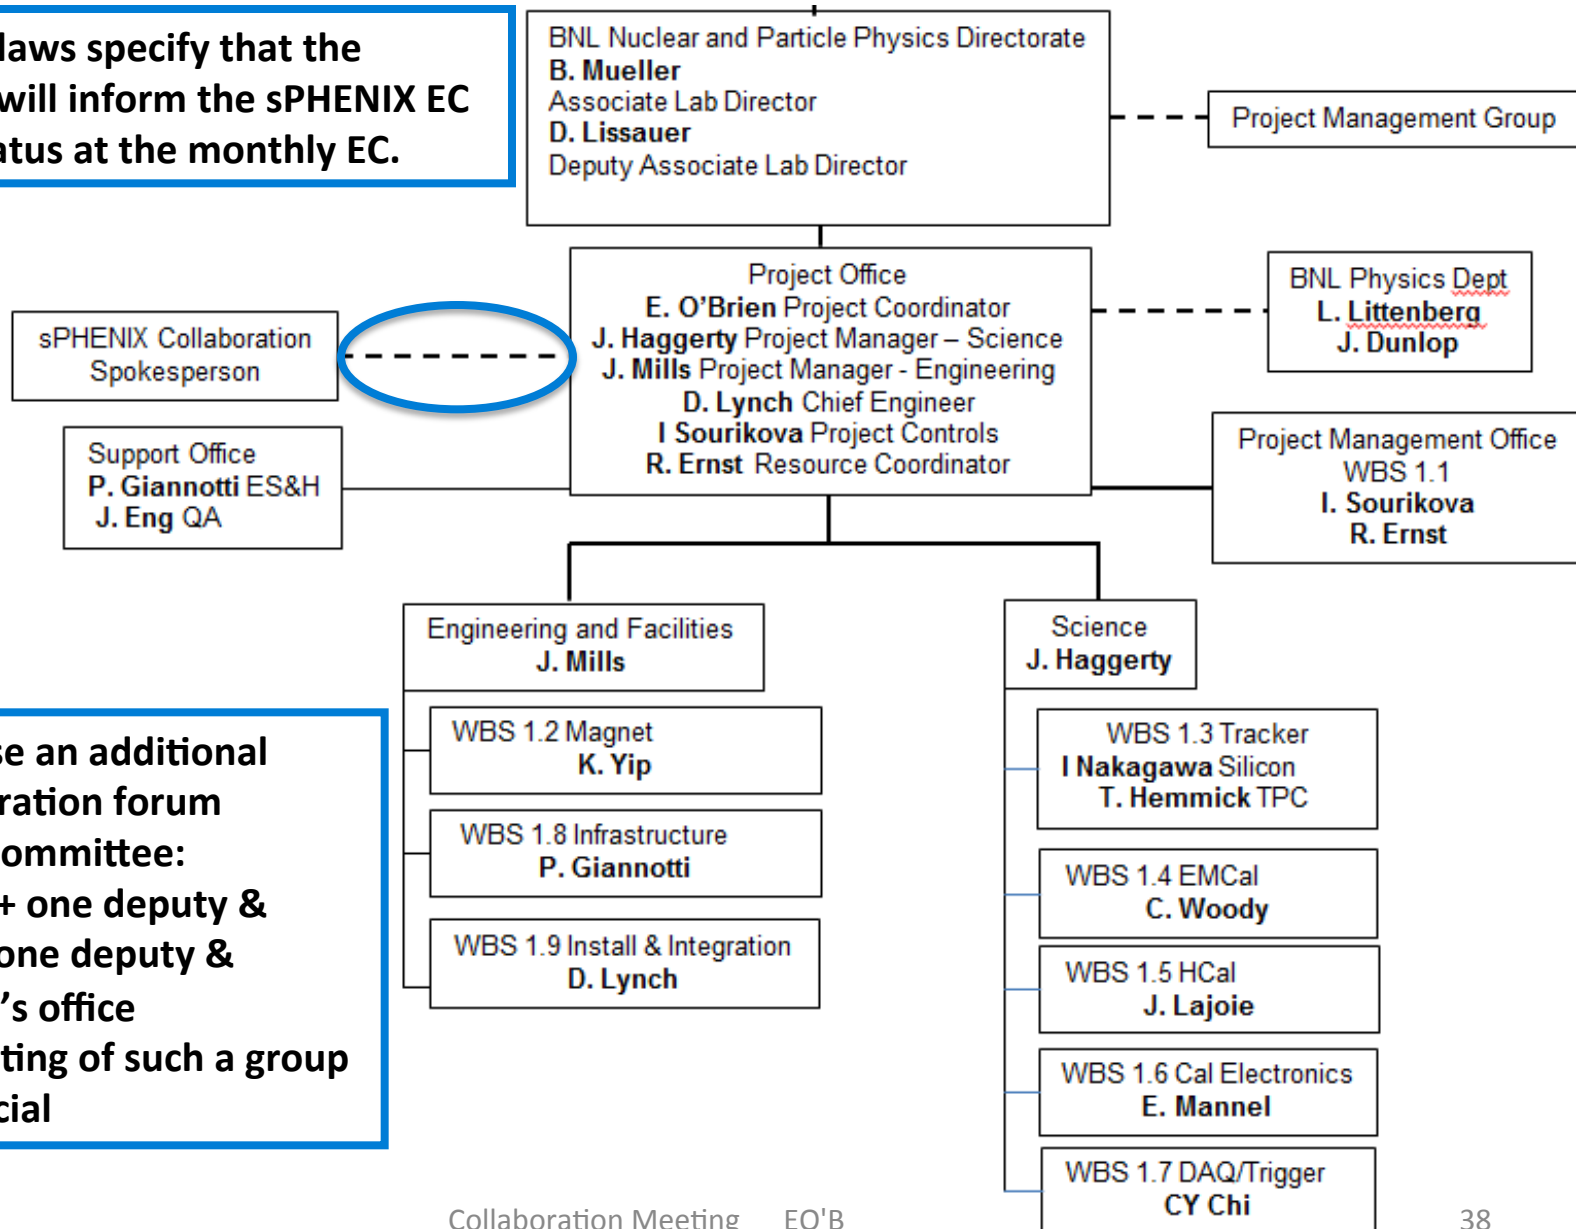 laws specify that the
will inform the sPHENIX EC
atus at the monthly EC.
BNL Nuclear and Particle Physics Directorate
B. Mueller
Associate Lab Director
D. Lissauer
Deputy Associate Lab Director
Project Management Group
Project Office
E. O’Brien Project Coordinator
J. Haggerty Project Manager – Science
J. Mills Project Manager - Engineering
D. Lynch Chief Engineer
I Sourikova Project Controls
R. Ernst Resource Coordinator
BNL Physics Dept
L. Littenberg
J. Dunlop
sPHENIX Collaboration
Spokesperson
Support Office
P. Giannotti ES&H
J. Eng QA
Project Management Office
WBS 1.1
I. Sourikova
R. Ernst
Engineering and Facilities
J. Mills
WBS 1.2 Magnet
K. Yip
WBS 1.8 Infrastructure
P. Giannotti
WBS 1.9 Install & Integration
D. Lynch
Science
J. Haggerty
WBS 1.3 Tracker
I Nakagawa Silicon
T. Hemmick TPC
WBS 1.4 EMCal
C. Woody
WBS 1.5 HCal
J. Lajoie
WBS 1.6 Cal Electronics
E. Mannel
WBS 1.7 DAQ/Trigger
CY Chi
se an additional
ration forum
ommittee:
+ one deputy &
one deputy &
’s office
ting of such a group
cial
Collaboration Meeting EO'B
38